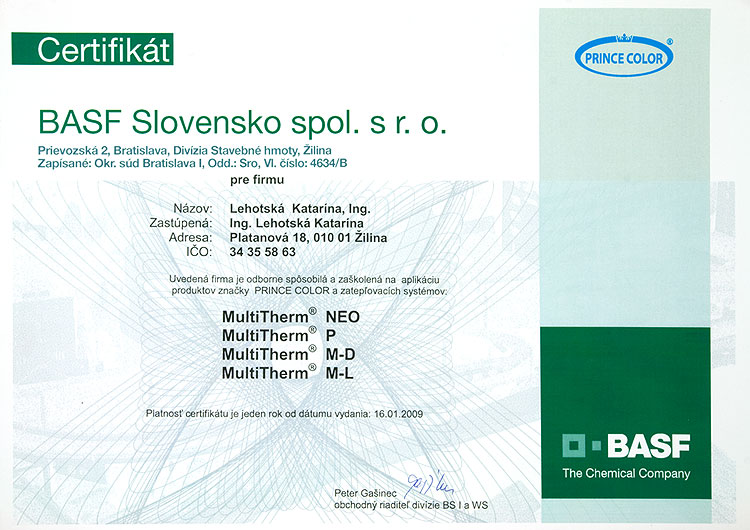 Certifikát
PRINCE COLOR®
BASF Slovensko spol. s r. o.
Prievozská 2, Bratislava, Divízia Stavebné hmoty, Žilina
Zapísané: Okr. súd Bratislava I, Odd.: Sro, Vl. číslo: 4634/B
pre firmu
Názov: Lehotská Katarína, Ing.
Zastúpená: Ing. Lehotská Katarína
Adresa: Platanová 18, 010 01 Žilina
IČO: 34 35 58 63
Uvedená firma je odborne spôsobilá a zaškolená na aplikáciu
produktov značky PRINCE COLOR a zatepľovacích systémov:
MultiTherm® NEO
MultiTherm® P
MultiTherm® M-D
MultiTherm® M-L
Platnosť certifikátu je jeden rok od dátumu vydania: 16.01.2009
BASF
The Chemical Company
Peter Gašinec
obchodný riaditeľ divízie BS I a WS